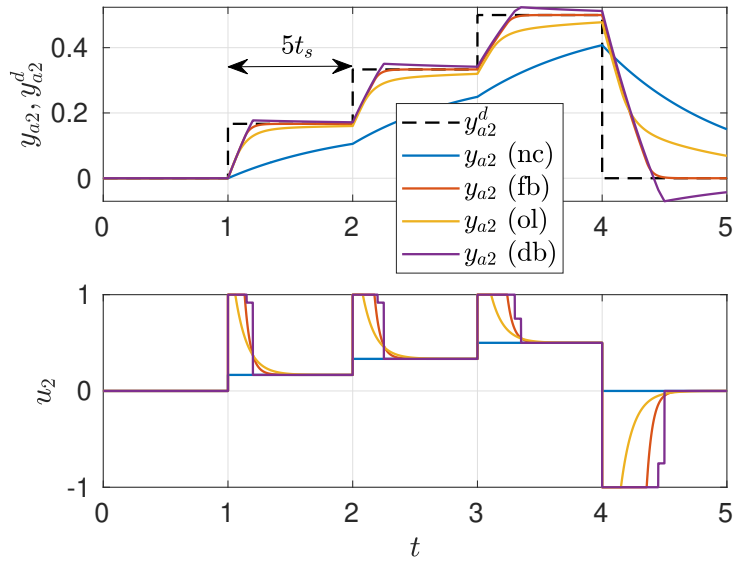 y_{a2}, y^d_{a2}
0.4
0.2
0
5t_s
y^d_{a2}
y_{a2} (nc)
y_{a2} (fb)
y_{a2} (ol)
y_{a2} (db)
0 1 2 3 4 5
u_2
1
0
-1
0 1 2 3 4 5
t